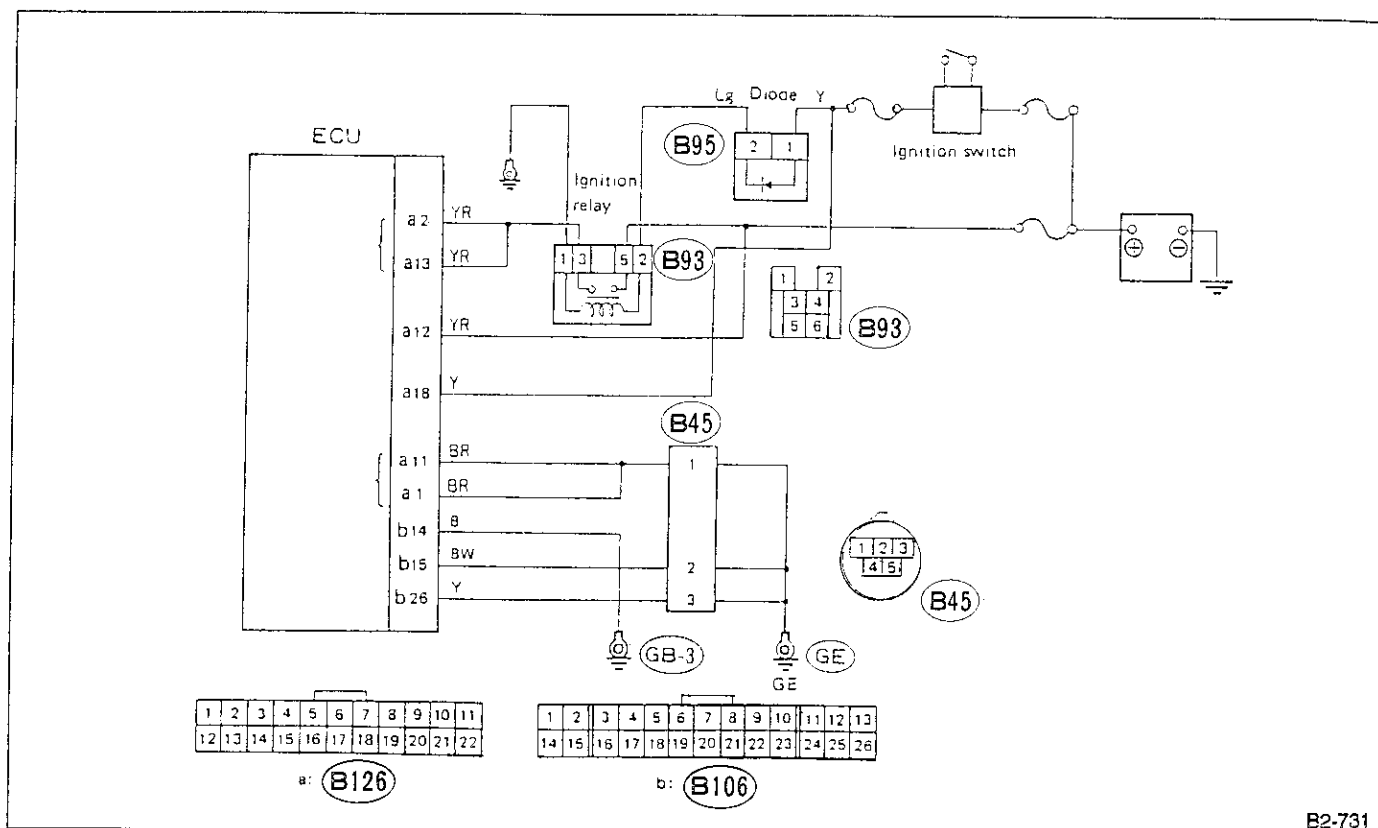 Lg Diode Y
ECU
B95
2 1
Ignition switch
Ignition
relay
a2 YR
a13 YR
1 3 5 2
B93
⊕ ⊖
1 2
3 4
5 6
B93
a12 YR
a18 Y
B45
a11 BR
1
a1 BR
b14 B
1 2 3
4 5
b15 BW
2
b26 Y
3
B45
GB-3
GE
GE
1 2 3 4 5 6 7 8 9 10 11
12 13 14 15 16 17 18 19 20 21 22
a: B126
1 2 3 4 5 6 7 8 9 10 11 12 13
14 15 16 17 18 19 20 21 22 23 24 25 26
b: B106
B2-731